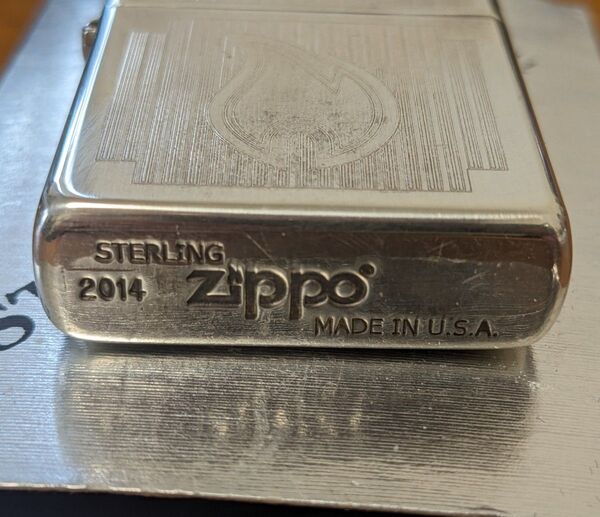 STERLING
2014 Zippo®
MADE IN U.S.A.